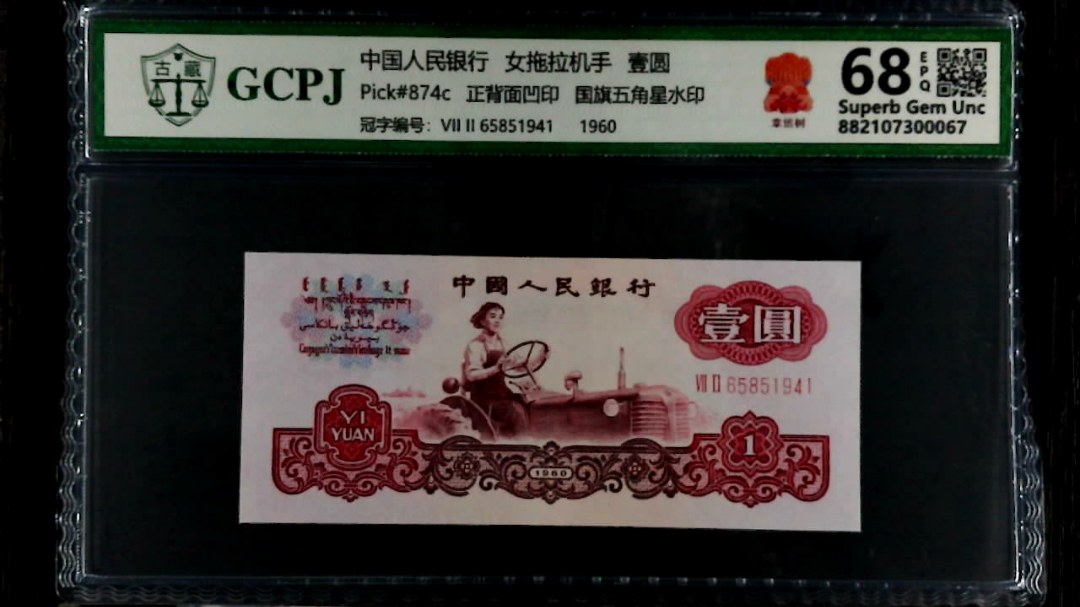 古藏
GCPJ
中国人民银行 女拖拉机手 壹圆
Pick#874c 正背面凹印 国旗五角星水印
冠字编号: VII II 65851941 1960
68 EPQ
Superb Gem Unc
882107300067
中國人民銀行
壹圓
VII II 65851941
YI
YUAN
1
1960